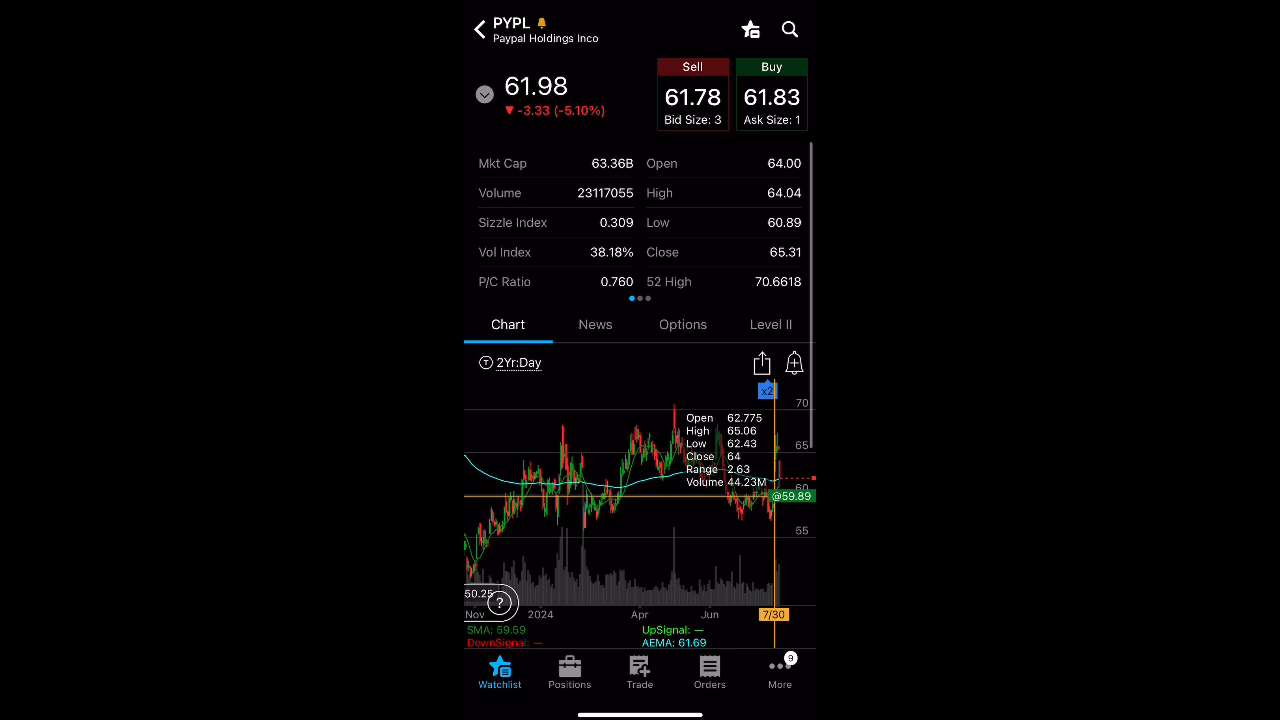 PYPL
Paypal Holdings Inco
61.98
▼ -3.33 (-5.10%)
Sell
61.78
Bid Size: 3
Buy
61.83
Ask Size: 1
Mkt Cap 63.36B Open 64.00
Volume 23117055 High 64.04
Sizzle Index 0.309 Low 60.89
Vol Index 38.18% Close 65.31
P/C Ratio 0.760 52 High 70.6618
Chart News Options Level II
T 2Yr:Day
x2
70
Open 62.775
High 65.06
Low 62.43
Close 64
Range 2.63
Volume 44.23M
65
60
@59.89
55
50.25
?
Nov 2024 Apr Jun 7/30
SMA: 59.59 UpSignal: —
DownSignal: — AEMA: 61.69
9
Watchlist Positions Trade Orders More